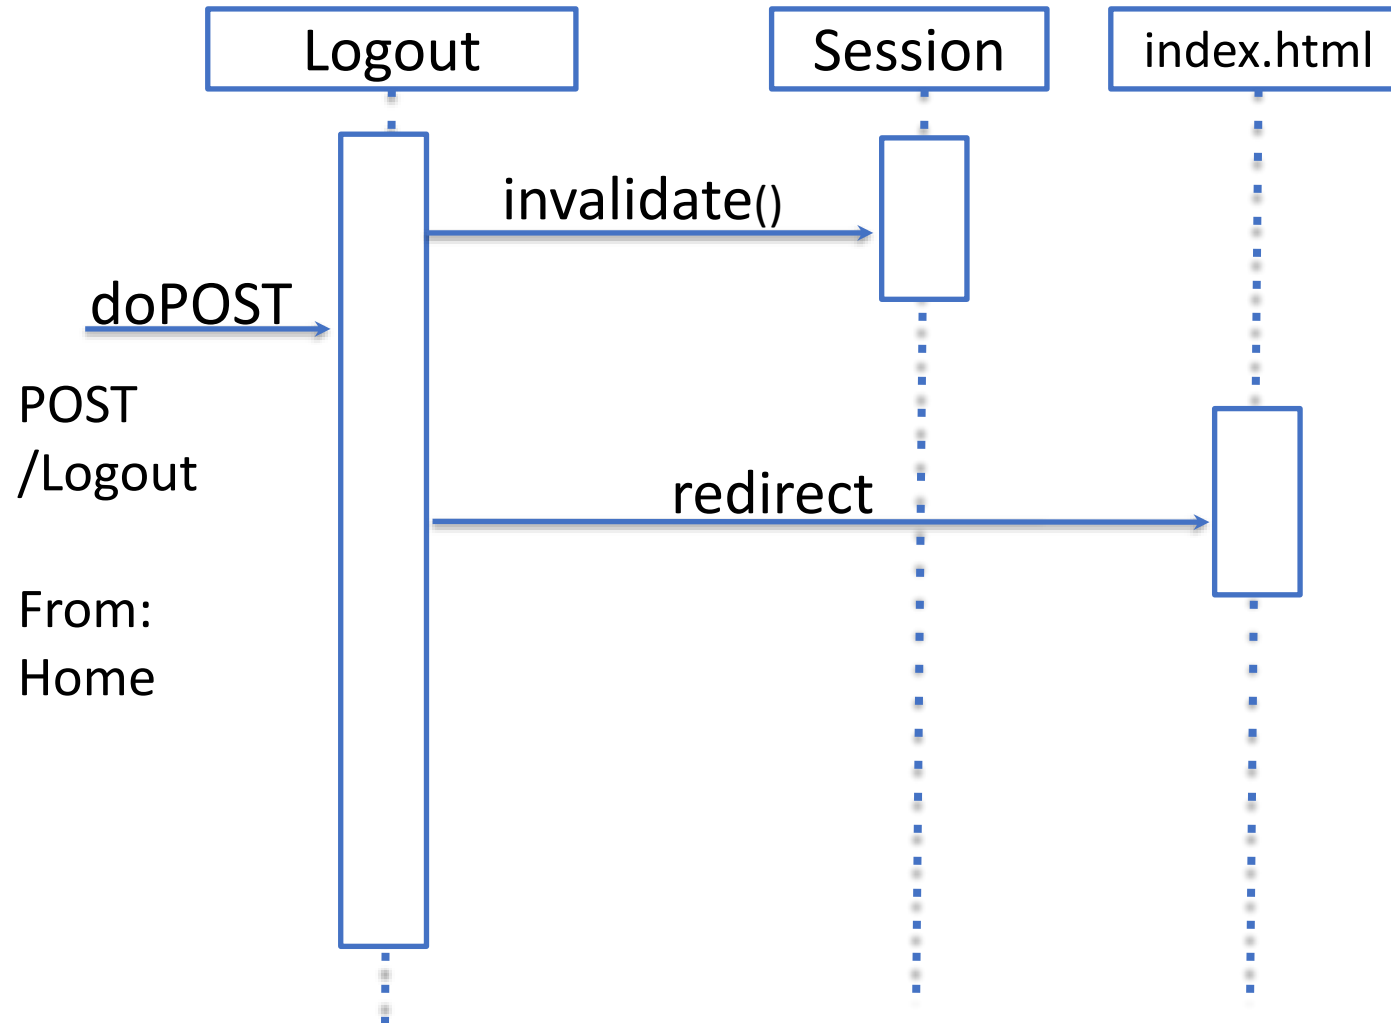 Logout
Session
index.html
invalidate()
doPOST
POST
/Logout
redirect
From:
Home